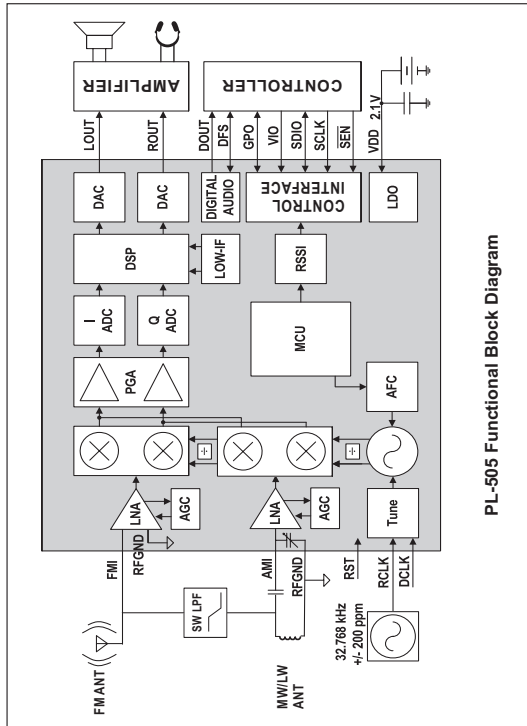 FM ANT
SW LPF
MW/LW
ANT
32.768 kHz
+/- 200 ppm
FMI
RFGND
AMI
RFGND
RST
RCLK
DCLK
LNA
AGC
LNA
AGC
Tune
÷
÷
PGA
I
ADC
Q
ADC
DSP
LOW-IF
DAC
DAC
MCU
AFC
RSSI
DIGITAL
AUDIO
CONTROL
INTERFACE
LDO
LOUT
ROUT
DOUT
DFS
GPO
VIO
SDIO
SCLK
SEN
VDD
2.1V
AMPLIFIER
CONTROLLER
PL-505 Functional Block Diagram